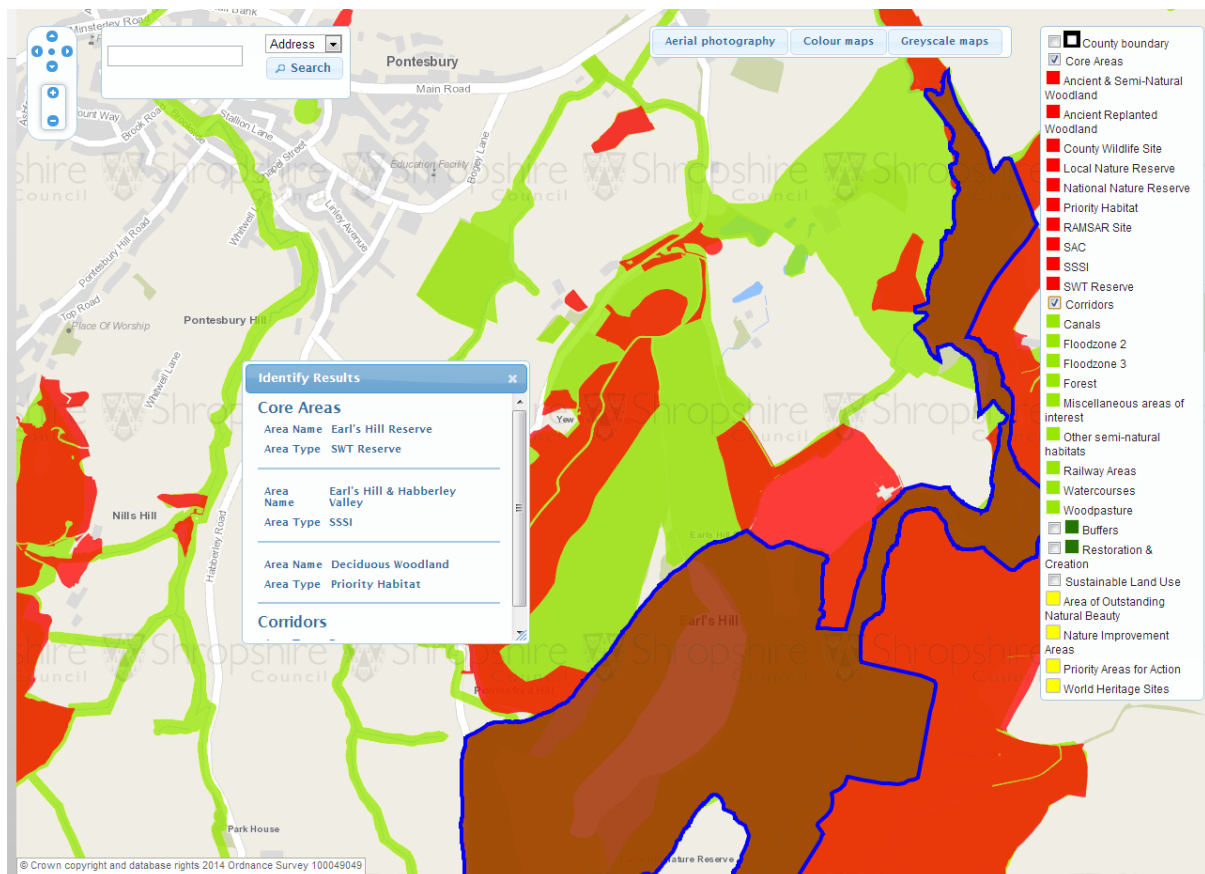 Minsterley Road
Address
Search
Aerial photography
Colour maps
Greyscale maps
Pontesbury
Main Road
Brook Road
Stallion Lane
Brookside
Chapel Street
Bogey Lane
Education Facility
Linley Avenue
Whitwell
Pontesbury Hill Road
Top Road
Place Of Worship
Pontesbury Hill
Whitwell Lane
Shropshire
Council
Shropshire
Council
Shropshire
Council
Shropshire
Council
Identify Results
Core Areas
Area Name Earl's Hill Reserve
Area Type SWT Reserve
Area Name Earl's Hill & Habberley Valley
Area Type SSSI
Area Name Deciduous Woodland
Area Type Priority Habitat
Corridors
Yew
Nills Hill
Habberley Road
Earl's Hill
Park House
Nature Reserve
County boundary
Core Areas
Ancient & Semi-Natural
Woodland
Ancient Replanted
Woodland
County Wildlife Site
Local Nature Reserve
National Nature Reserve
Priority Habitat
RAMSAR Site
SAC
SSSI
SWT Reserve
Corridors
Canals
Floodzone 2
Floodzone 3
Forest
Miscellaneous areas of
interest
Other semi-natural
habitats
Railway Areas
Watercourses
Woodpasture
Buffers
Restoration &
Creation
Sustainable Land Use
Area of Outstanding
Natural Beauty
Nature Improvement
Areas
Priority Areas for Action
World Heritage Sites
© Crown copyright and database rights 2014 Ordnance Survey 100049049